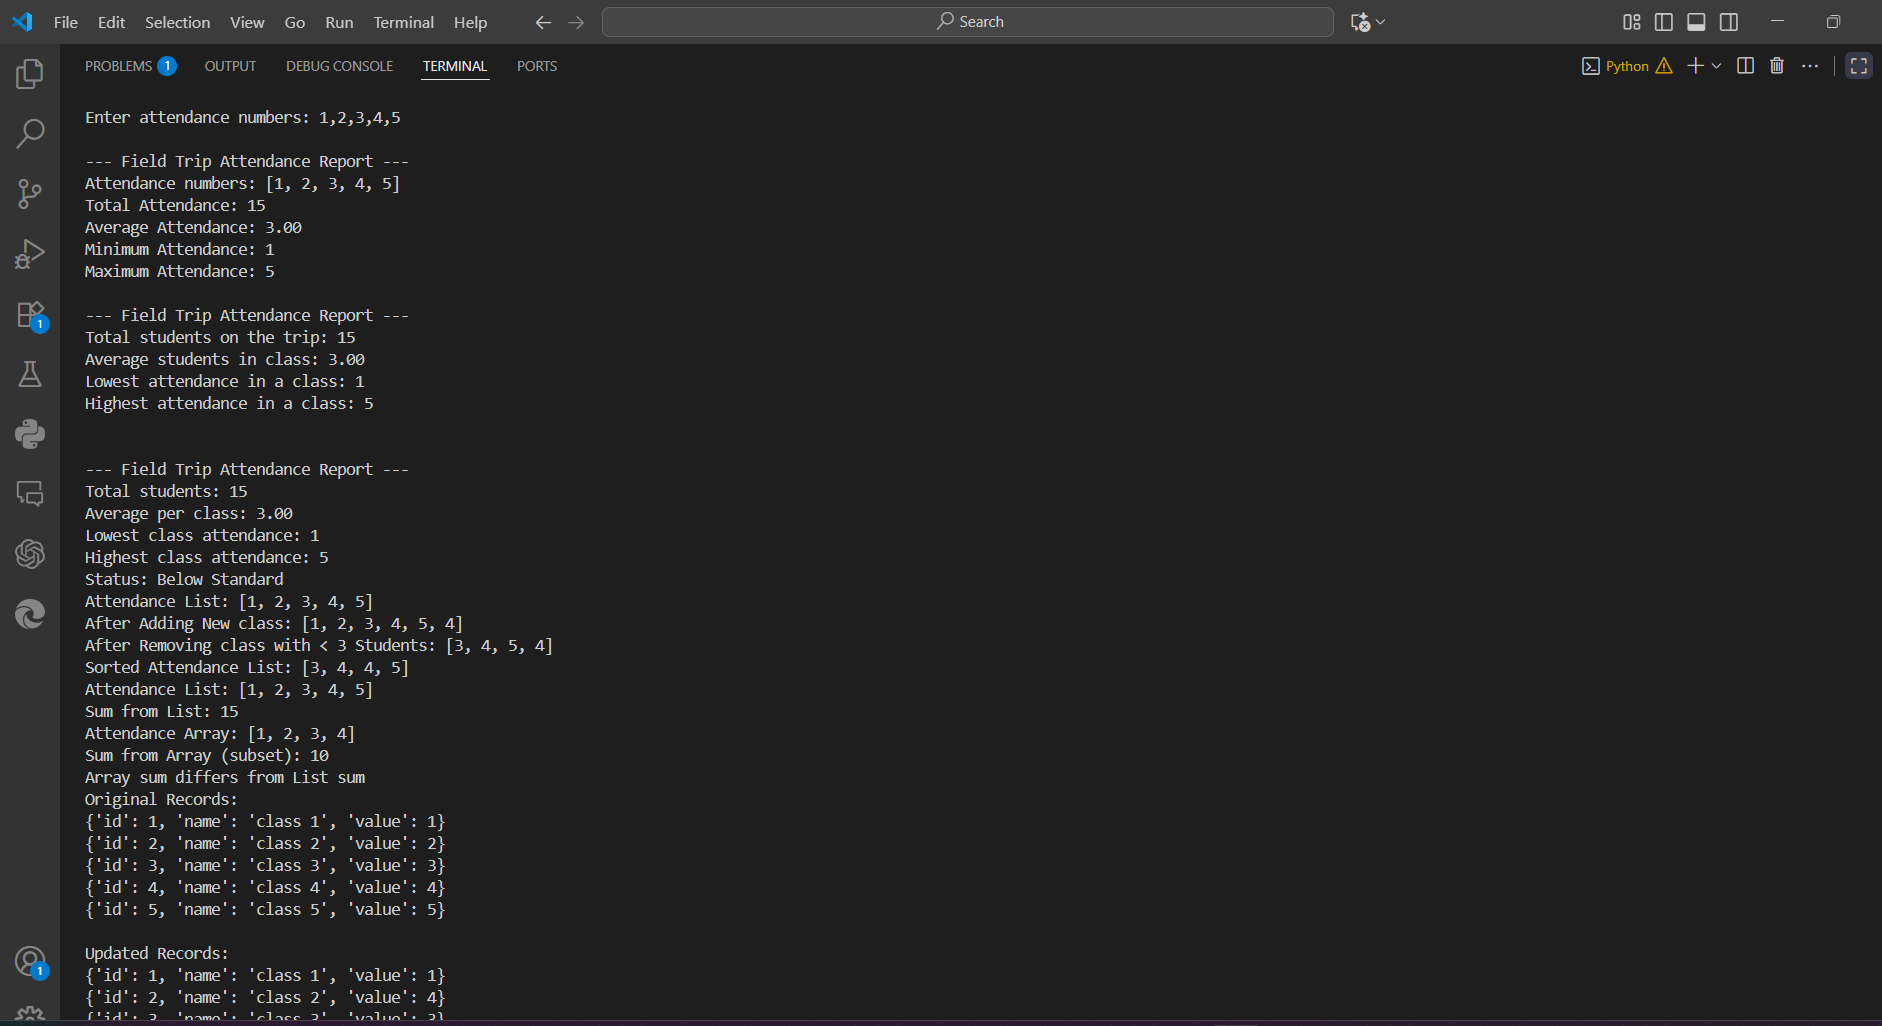 File Edit Selection View Go Run Terminal Help Search
PROBLEMS 1 OUTPUT DEBUG CONSOLE TERMINAL PORTS Python
Enter attendance numbers: 1,2,3,4,5
--- Field Trip Attendance Report ---
Attendance numbers: [1, 2, 3, 4, 5]
Total Attendance: 15
Average Attendance: 3.00
Minimum Attendance: 1
Maximum Attendance: 5
--- Field Trip Attendance Report ---
Total students on the trip: 15
Average students in class: 3.00
Lowest attendance in a class: 1
Highest attendance in a class: 5
--- Field Trip Attendance Report ---
Total students: 15
Average per class: 3.00
Lowest class attendance: 1
Highest class attendance: 5
Status: Below Standard
Attendance List: [1, 2, 3, 4, 5]
After Adding New class: [1, 2, 3, 4, 5, 4]
After Removing class with < 3 Students: [3, 4, 5, 4]
Sorted Attendance List: [3, 4, 4, 5]
Attendance List: [1, 2, 3, 4, 5]
Sum from List: 15
Attendance Array: [1, 2, 3, 4]
Sum from Array (subset): 10
Array sum differs from List sum
Original Records:
{'id': 1, 'name': 'class 1', 'value': 1}
{'id': 2, 'name': 'class 2', 'value': 2}
{'id': 3, 'name': 'class 3', 'value': 3}
{'id': 4, 'name': 'class 4', 'value': 4}
{'id': 5, 'name': 'class 5', 'value': 5}
Updated Records:
{'id': 1, 'name': 'class 1', 'value': 1}
{'id': 2, 'name': 'class 2', 'value': 4}
{'id': 3, 'name': 'class 3', 'value': 3}
1
1